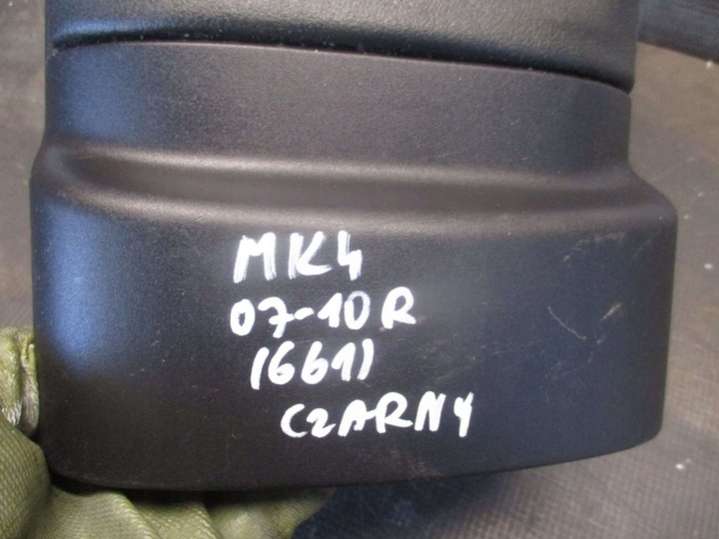 MK4
07-10R
(661)
CZARNY